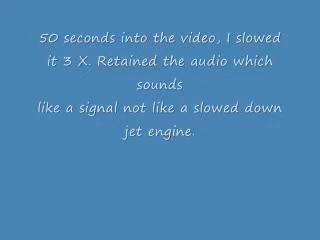 50 seconds into the video, I slowed
it 3 X. Retained the audio which
sounds
like a signal not like a slowed down
jet engine.